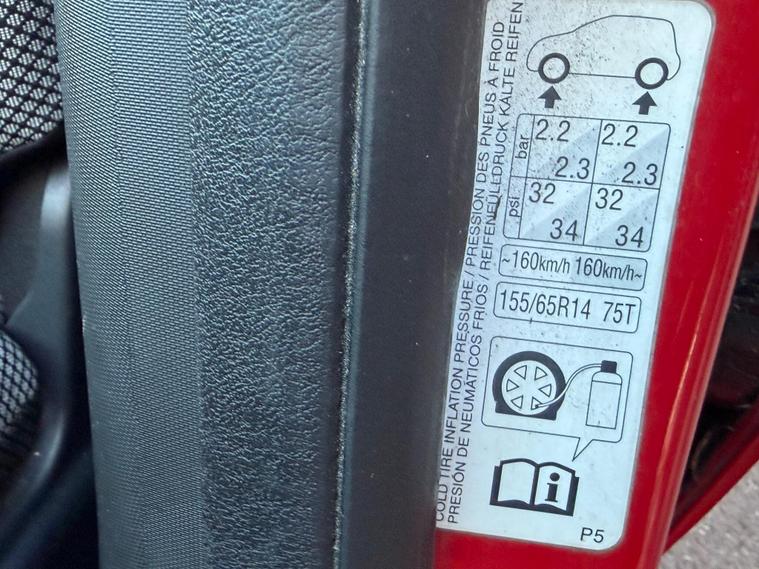 COLD TIRE INFLATION PRESSURE / PRESSION DES PNEUS À FROID
PRESIÓN DE NEUMÁTICOS FRIOS / REIFENFÜLLDRUCK KALTE REIFEN
bar 2.2 2.2
2.3 2.3
psi 32 32
34 34
~160km/h 160km/h~
155/65R14 75T
i
P5